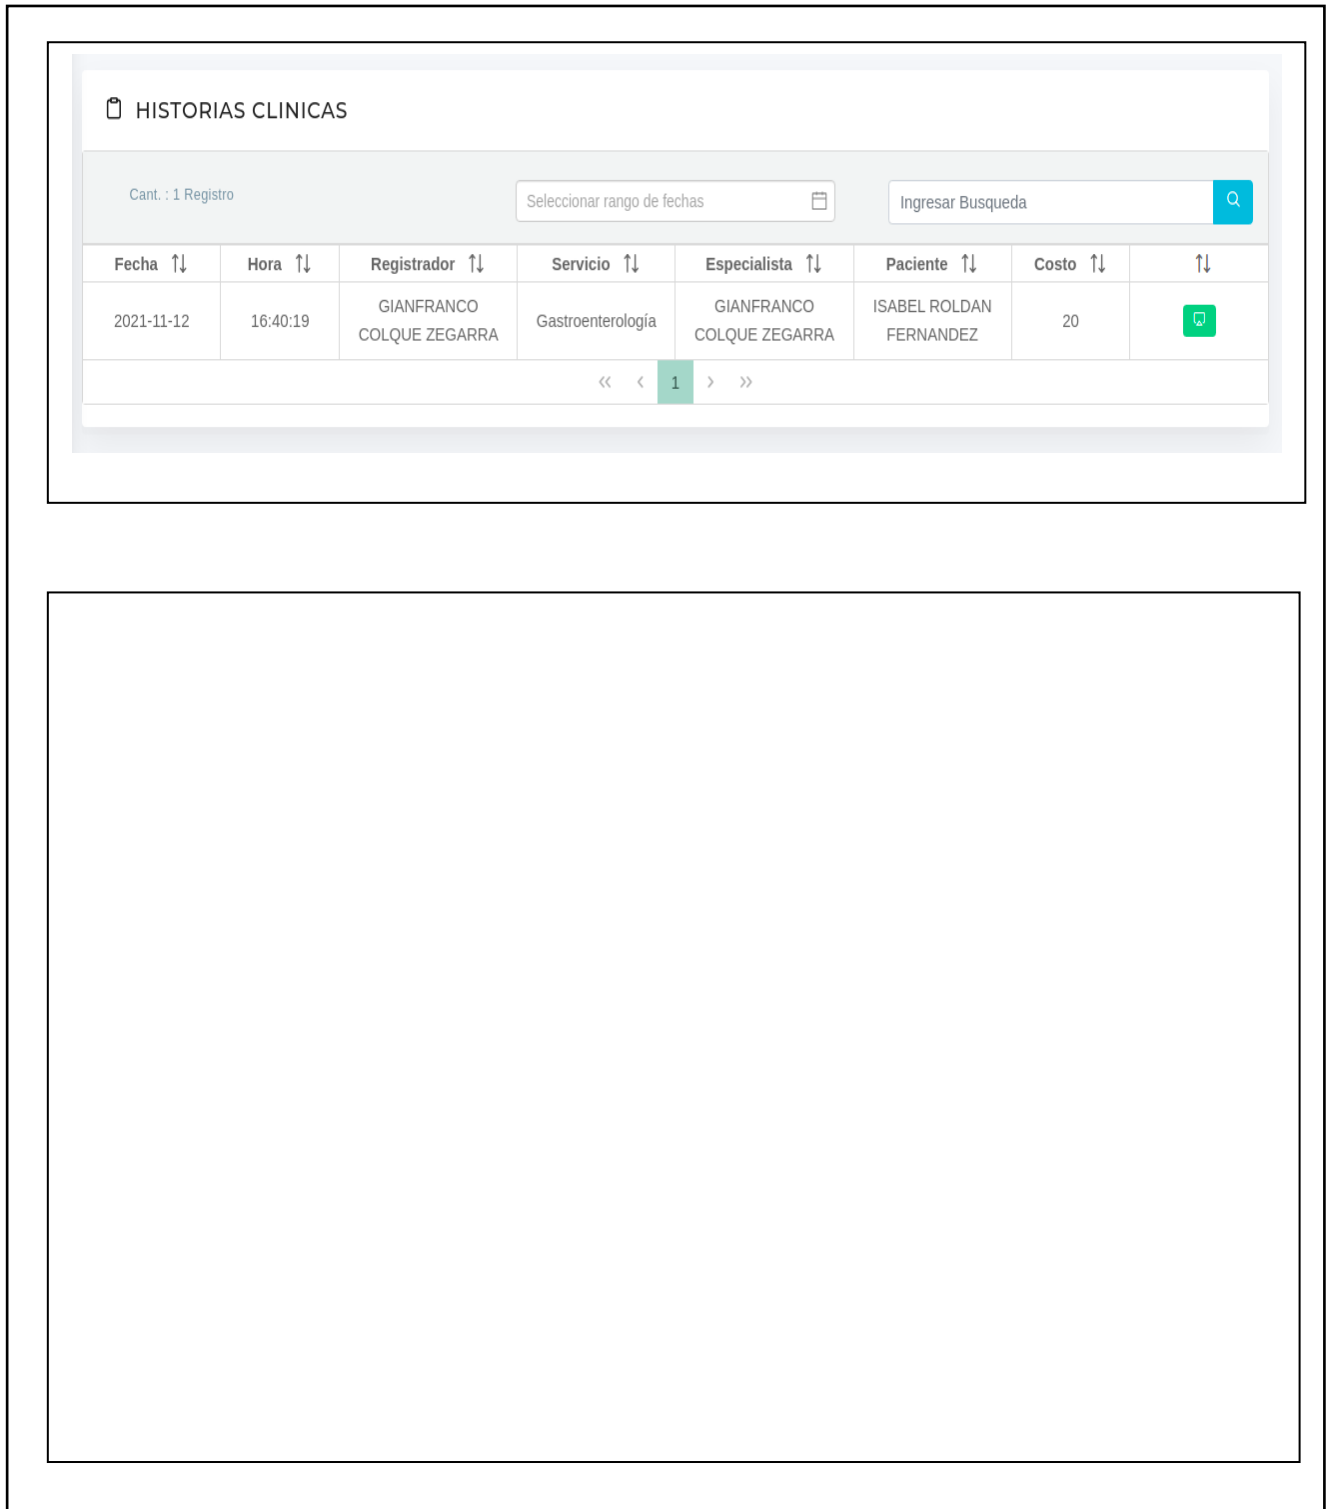 HISTORIAS CLINICAS
Cant. : 1 Registro
Seleccionar rango de fechas
Ingresar Busqueda
Fecha Hora Registrador Servicio Especialista Paciente Costo
2021-11-12 16:40:19 GIANFRANCO COLQUE ZEGARRA Gastroenterología GIANFRANCO COLQUE ZEGARRA ISABEL ROLDAN FERNANDEZ 20
« ‹ 1 › »